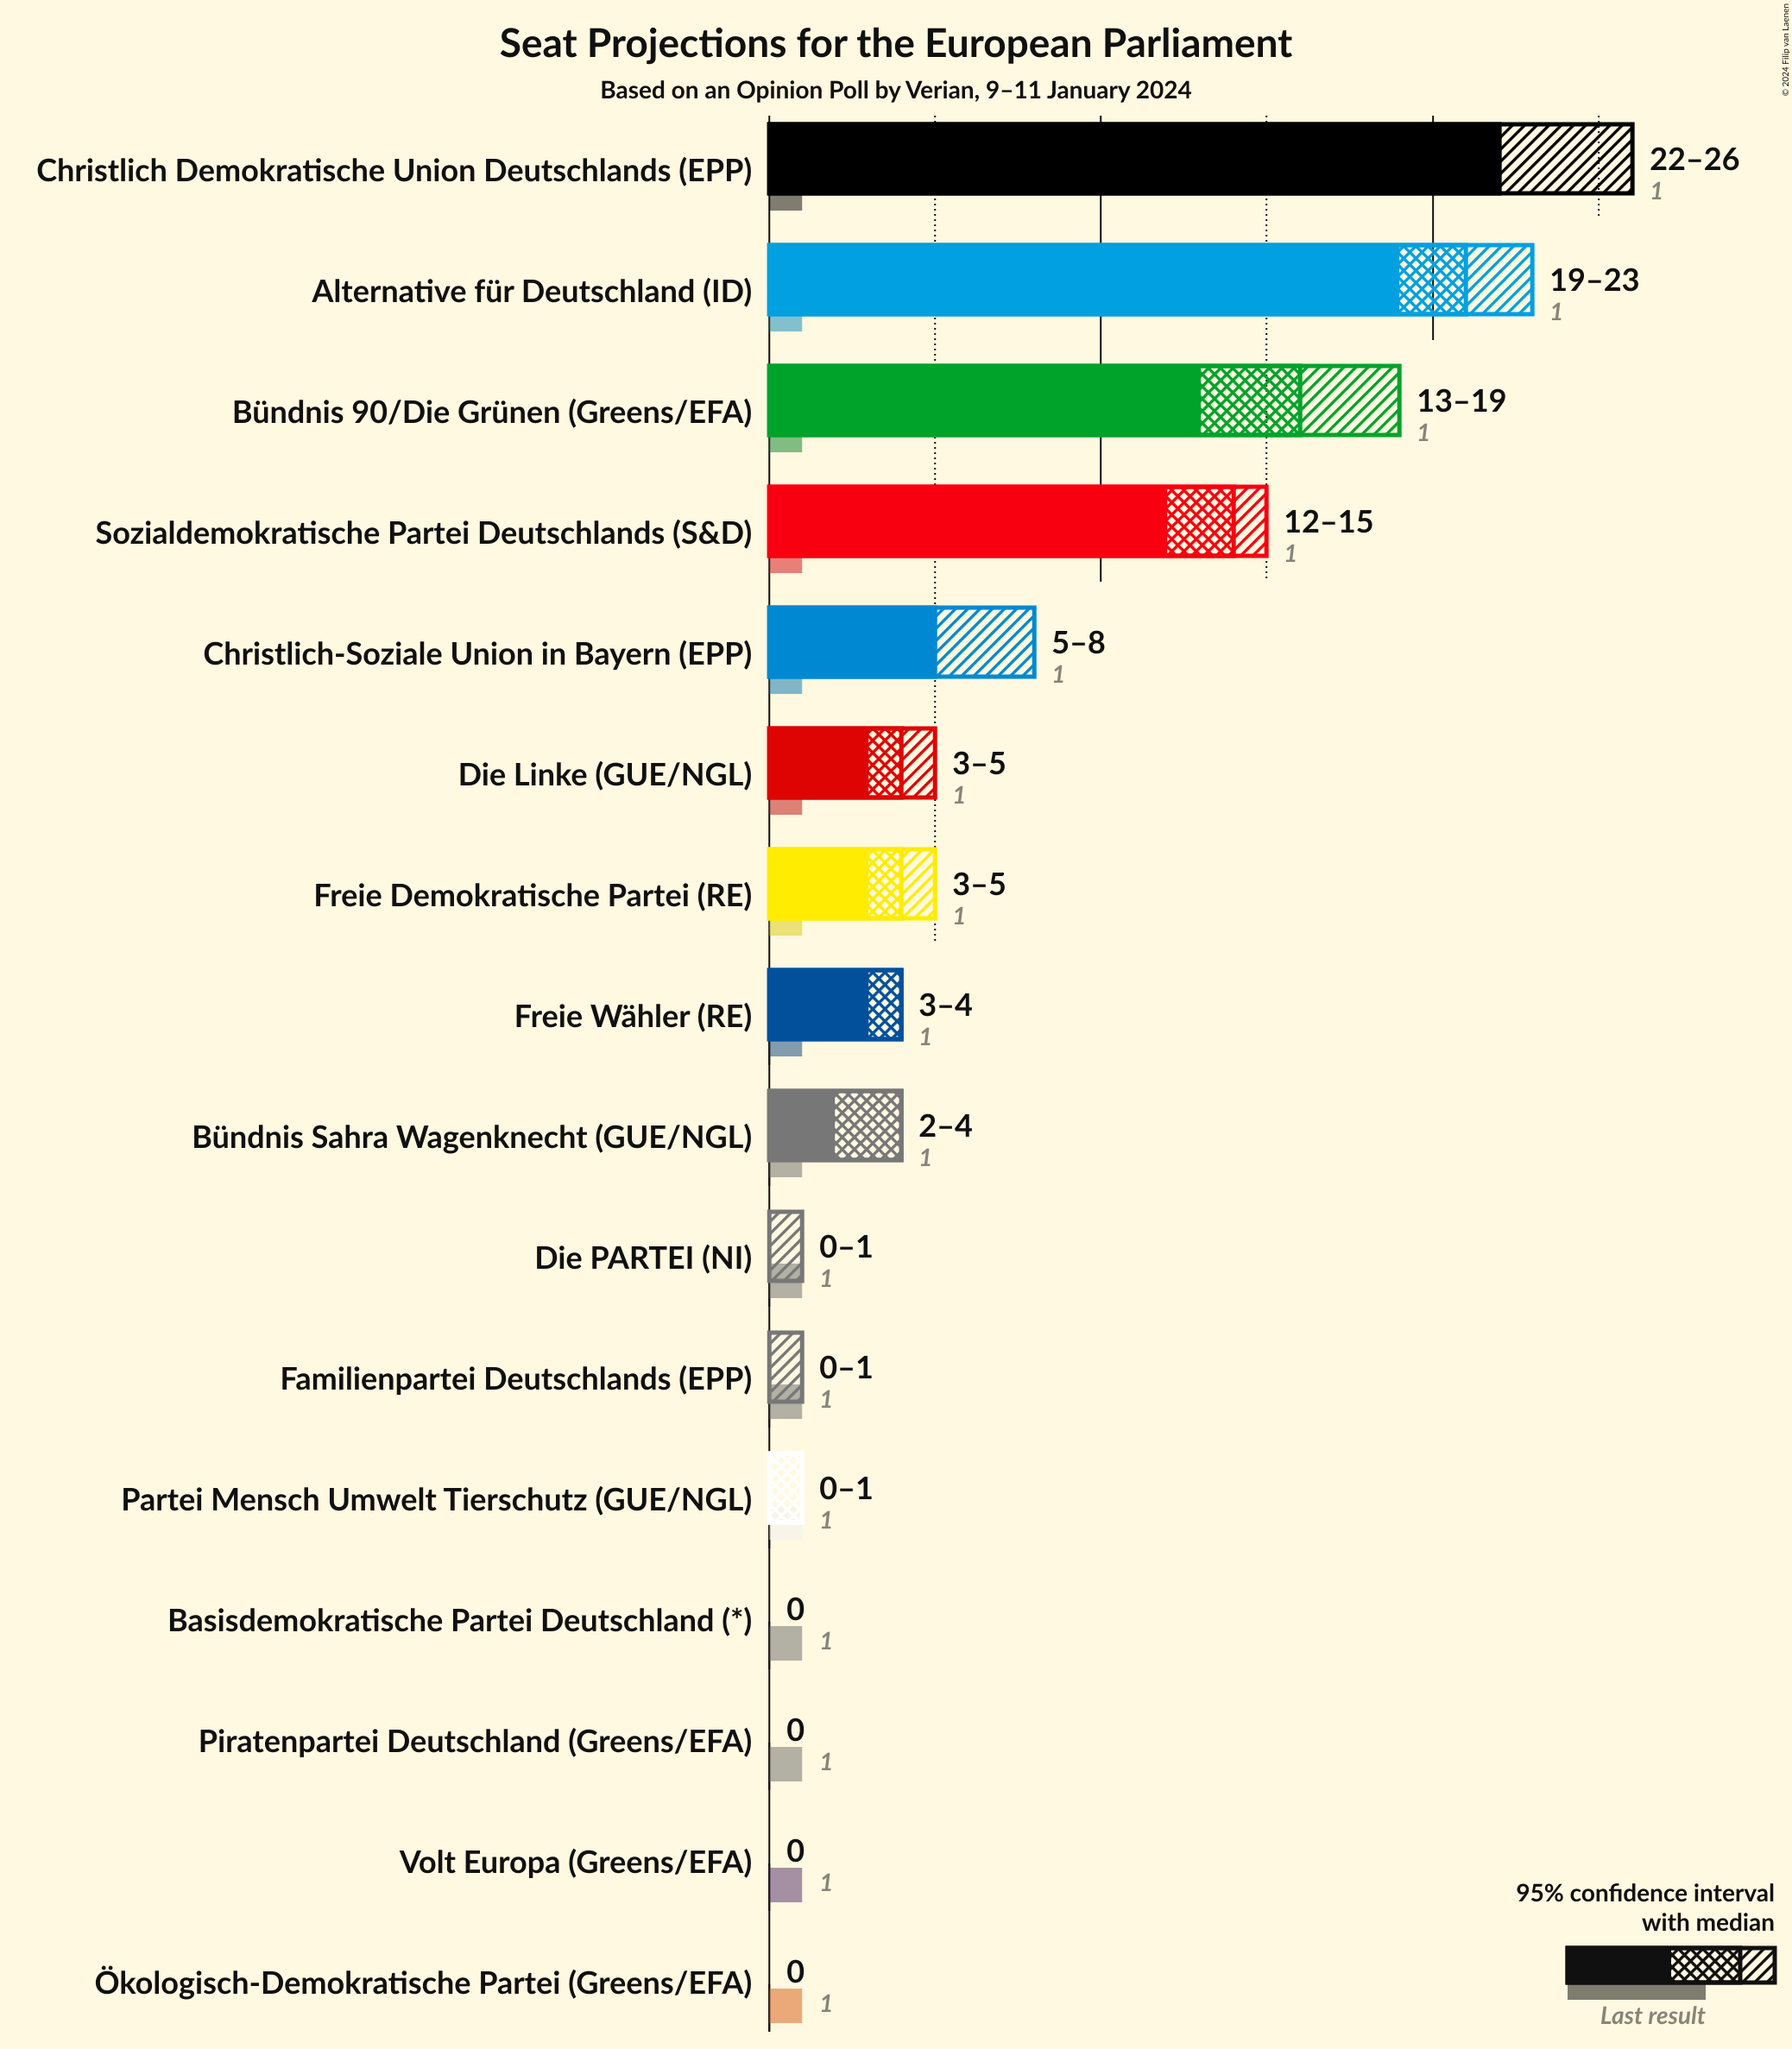 Seat Projections for the European Parliament
Based on an Opinion Poll by Verian, 9–11 January 2024
© 2024 Filip van Laenen
Christlich Demokratische Union Deutschlands (EPP)
22–26
1
Alternative für Deutschland (ID)
19–23
1
Bündnis 90/Die Grünen (Greens/EFA)
13–19
1
Sozialdemokratische Partei Deutschlands (S&D)
12–15
1
Christlich-Soziale Union in Bayern (EPP)
5–8
1
Die Linke (GUE/NGL)
3–5
1
Freie Demokratische Partei (RE)
3–5
1
Freie Wähler (RE)
3–4
1
Bündnis Sahra Wagenknecht (GUE/NGL)
2–4
1
Die PARTEI (NI)
0–1
1
Familienpartei Deutschlands (EPP)
0–1
1
Partei Mensch Umwelt Tierschutz (GUE/NGL)
0–1
1
Basisdemokratische Partei Deutschland (*)
0
1
Piratenpartei Deutschland (Greens/EFA)
0
1
Volt Europa (Greens/EFA)
0
1
Ökologisch-Demokratische Partei (Greens/EFA)
0
1
95% confidence interval
with median
Last result